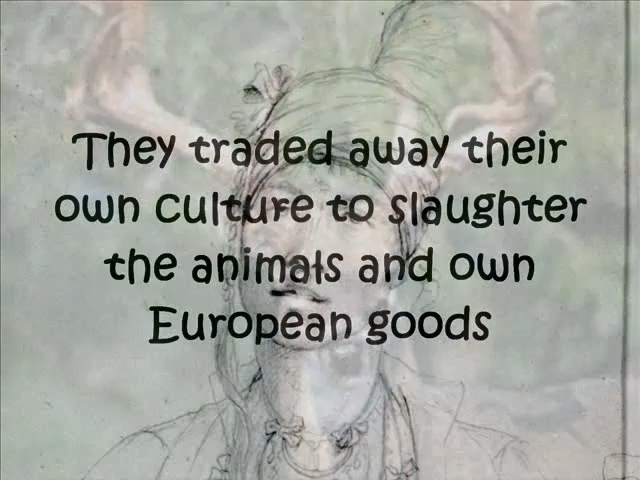 They traded away their
own culture to slaughter
the animals and own
European goods